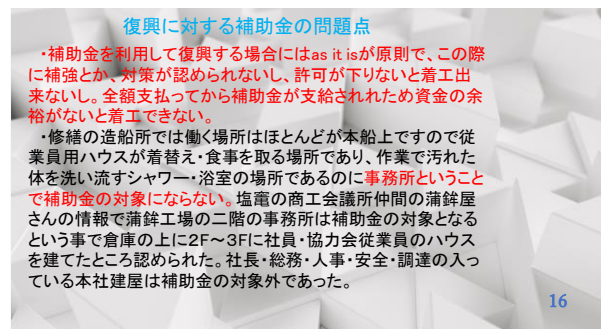 復興に対する補助金の問題点
・補助金を利用して復興する場合にはas it isが原則で、この際
に補強とか、対策が認められないし、許可が下りないと着工出
来ないし。全額支払ってから補助金が支給されれため資金の余
裕がないと着工できない。
・修繕の造船所では働く場所はほとんどが本船上ですので従
業員用ハウスが着替え・食事を取る場所であり、作業で汚れた
体を洗い流すシャワー・浴室の場所であるのに事務所ということ
で補助金の対象にならない。塩竈の商工会議所仲間の蒲鉾屋
さんの情報で蒲鉾工場の二階の事務所は補助金の対象となる
という事で倉庫の上に2F～3Fに社員・協力会従業員のハウス
を建てたところ認められた。社長・総務・人事・安全・調達の入っ
ている本社建屋は補助金の対象外であった。
16